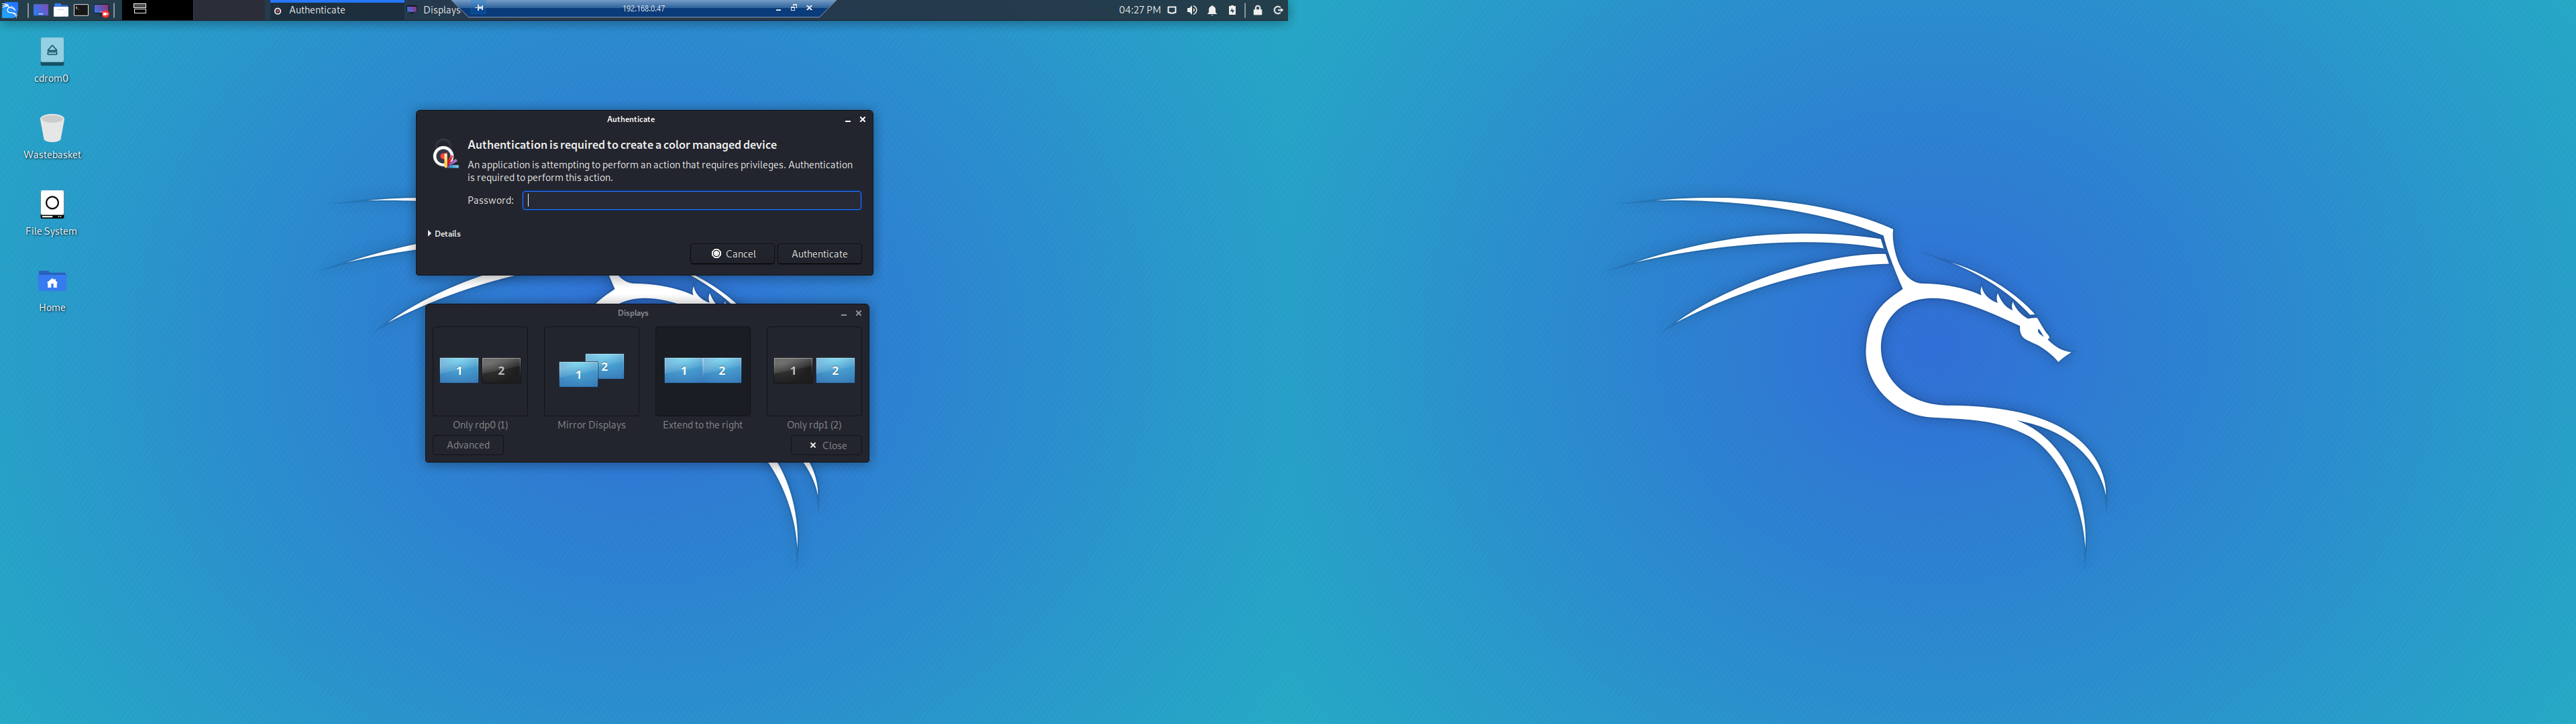 Authenticate
Displays
192.168.0.47
04:27 PM
cdrom0
Wastebasket
File System
Home
Authenticate
Authentication is required to create a color managed device
An application is attempting to perform an action that requires privileges. Authentication
is required to perform this action.
Password:
Details
Cancel
Authenticate
Displays
1 2
1 2
1 2
1 2
Only rdp0 (1)
Mirror Displays
Extend to the right
Only rdp1 (2)
Advanced
Close